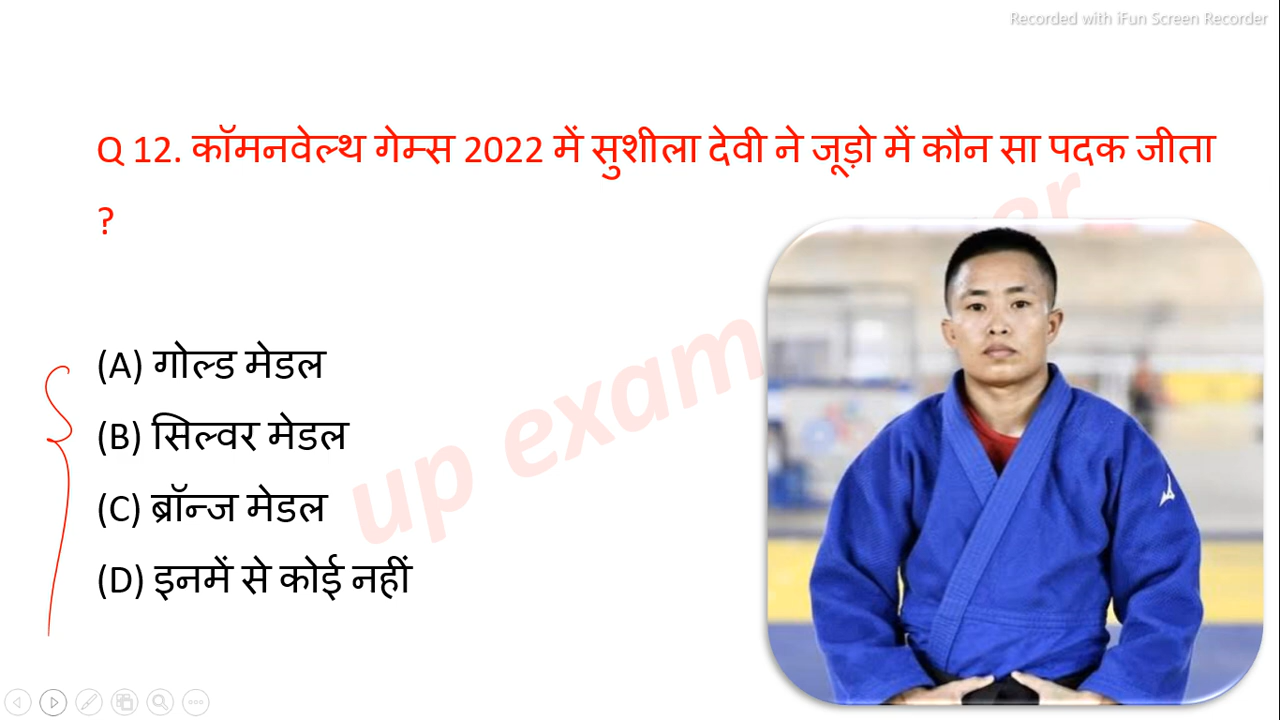 Recorded with iFun Screen Recorder
Q 12. कॉमनवेल्थ गेम्स 2022 में सुशीला देवी ने जूड़ो में कौन सा पदक जीता
?
(A) गोल्ड मेडल
(B) सिल्वर मेडल
(C) ब्रॉन्ज मेडल
(D) इनमें से कोई नहीं
up exam